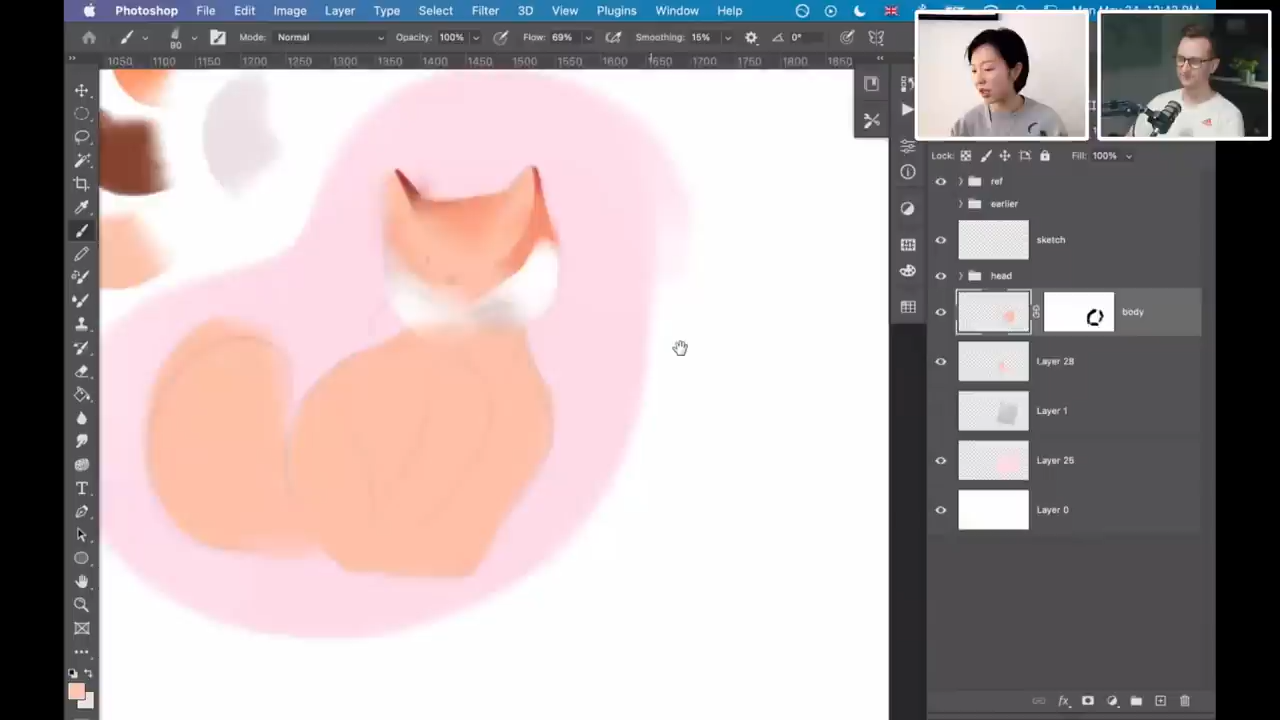 Photoshop File Edit Image Layer Type Select Filter 3D View Plugins Window Help
80 Mode: Normal Opacity: 100% Flow: 69% Smoothing: 15% 0°
1050 1100 1150 1200 1250 1300 1350 1400 1450 1500 1550 1600 1650 1700 1750 1800 1850
Lock: Fill: 100%
ref
earlier
sketch
head
body
Layer 28
Layer 1
Layer 25
Layer 0
fx